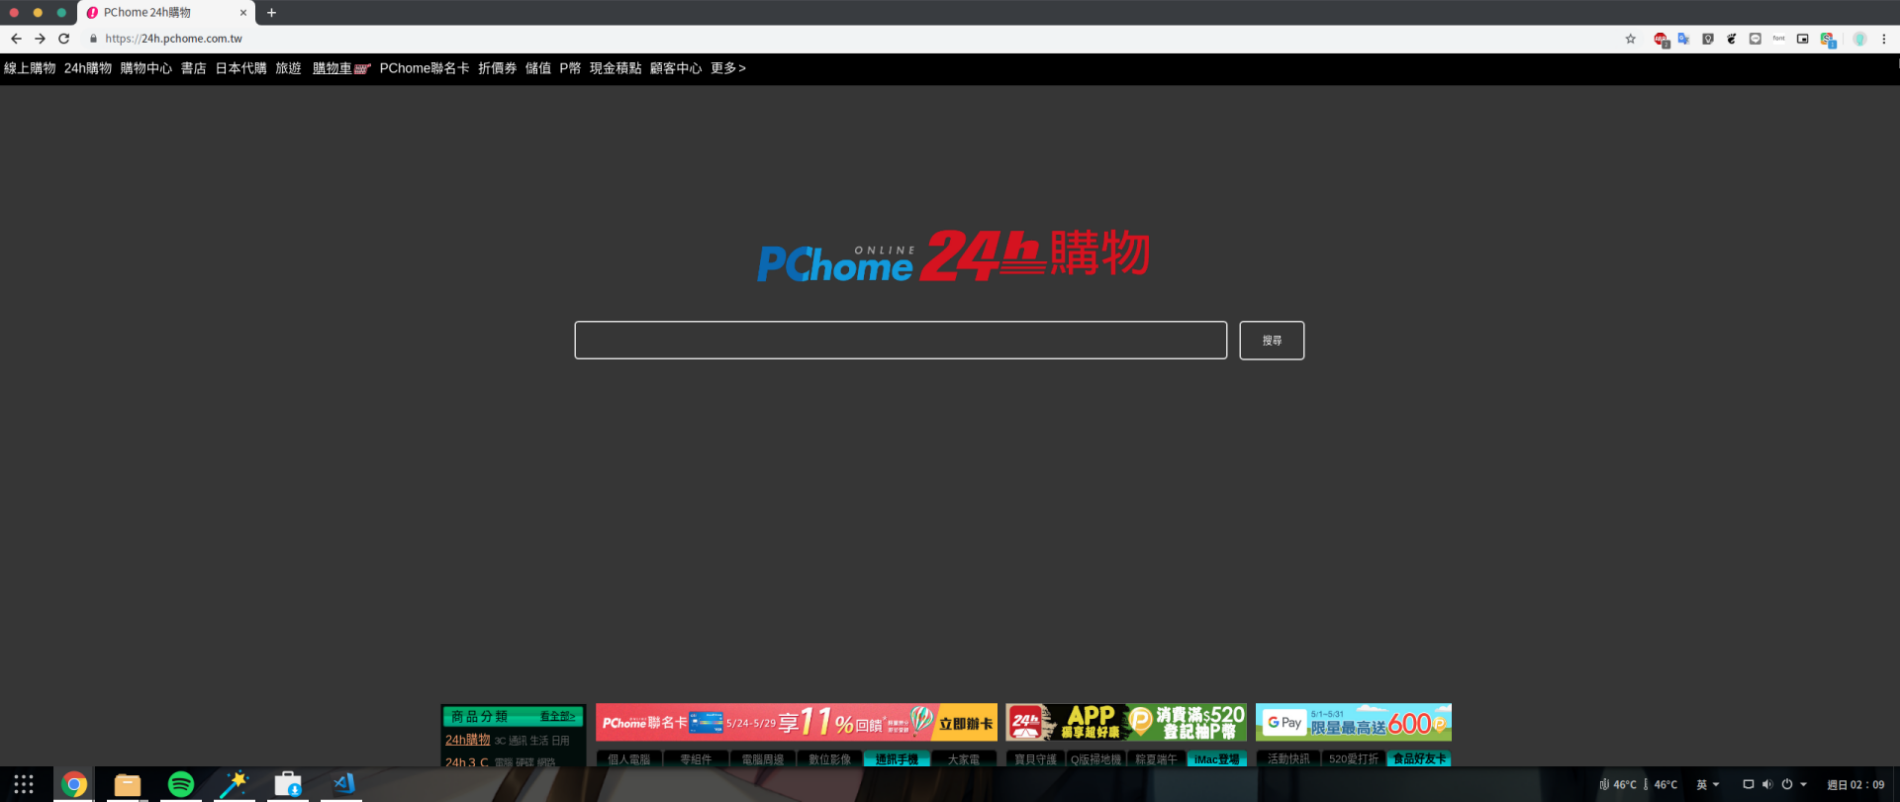 PChome 24h購物
https://24h.pchome.com.tw
線上購物 24h購物 購物中心 書店 日本代購 旅遊 購物車 PChome聯名卡 折價券 儲值 P幣 現金積點 顧客中心 更多>
PChome ONLINE 24h購物
搜尋
商品分類 看全部>
PChome聯名卡 5/24-5/29 享11%回饋 立即辦卡
24h APP 獨享超好康 消費滿$520 登記抽P幣
G Pay 5/1~5/31 限量最高送600
24h購物 3C 通訊 生活 日用
24h3C 電腦 硬碟 網路
個人電腦 零組件 電腦周邊 數位影像 通訊手機 大家電
寶貝守護 Q版掃地機 粽夏端午 iMac登場
活動快訊 520愛打折 食品好友卡
46°C 46°C 英 週日 02：09